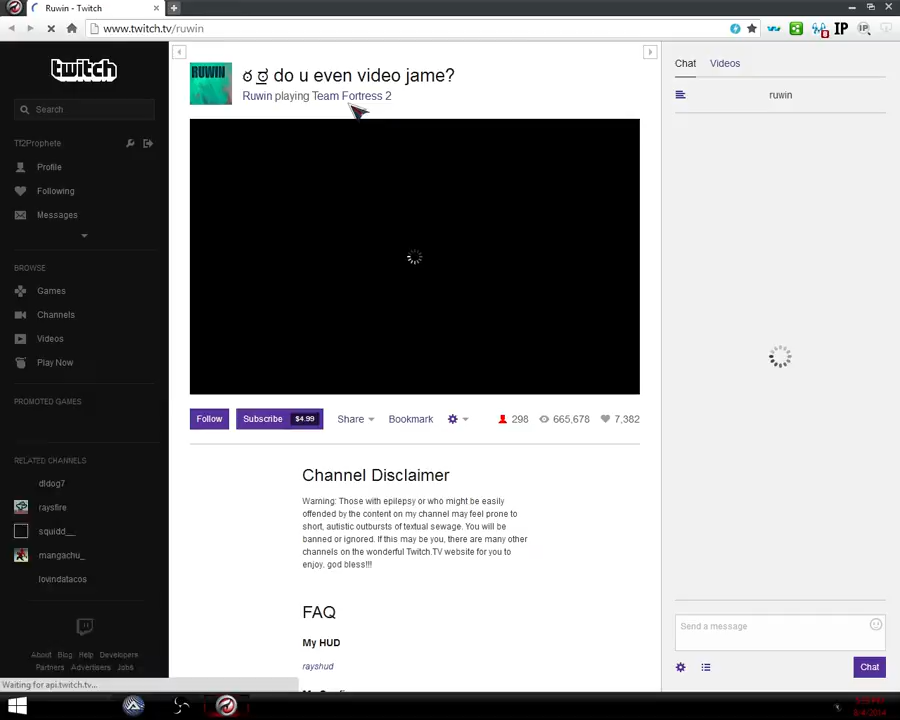 Ruwin - Twitch
www.twitch.tv/ruwin
IP
twitch
Search
Tf2Prophete
Profile
Following
Messages
BROWSE
Games
Channels
Videos
Play Now
PROMOTED GAMES
RELATED CHANNELS
dldog7
raysfire
squidd__
mangachu_
lovindatacos
About Blog Help Developers
Partners Advertisers Jobs
Waiting for api.twitch.tv...
RUWIN
ಠ_ಠ do u even video jame?
Ruwin playing Team Fortress 2
Follow
Subscribe $4.99
Share
Bookmark
298
665,678
7,382
Channel Disclaimer
Warning: Those with epilepsy or who might be easily
offended by the content on my channel may feel prone to
short, autistic outbursts of textual sewage. You will be
banned or ignored. If this may be you, there are many other
channels on the wonderful Twitch.TV website for you to
enjoy, god bless!!!
FAQ
My HUD
rayshud
Chat Videos
ruwin
Send a message
Chat
8/4/2014